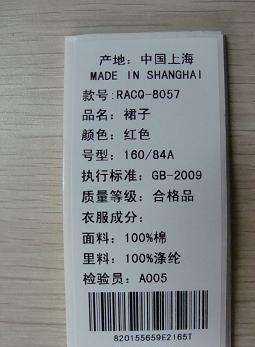 产地：中国上海
MADE IN SHANGHAI
款号:RACQ-8057
品名：裙子
颜色：红色
号型：160/84A
执行标准：GB-2009
质量等级：合格品
衣服成分：
面料：100%棉
里料：100%涤纶
检验员：A005
820155659E2165T